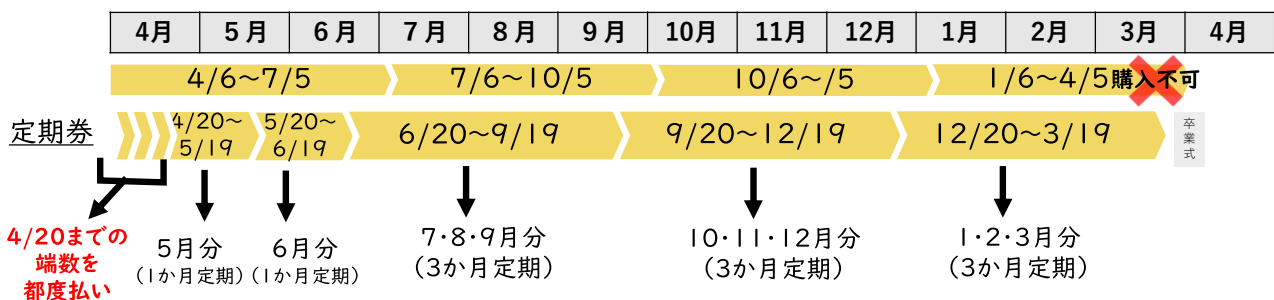 4月 5月 6月 7月 8月 9月 10月 11月 12月 1月 2月 3月 4月
4/6〜7/5 7/6〜10/5 10/6〜/5 1/6〜4/5 購入不可
定期券
4/20〜
5/19
5/20〜
6/19
6/20〜9/19 9/20〜12/19 12/20〜3/19
卒
業
式
4/20までの
端数を
都度払い
5月分
(1か月定期)
6月分
(1か月定期)
7・8・9月分
(3か月定期)
10・11・12月分
(3か月定期)
1・2・3月分
(3か月定期)